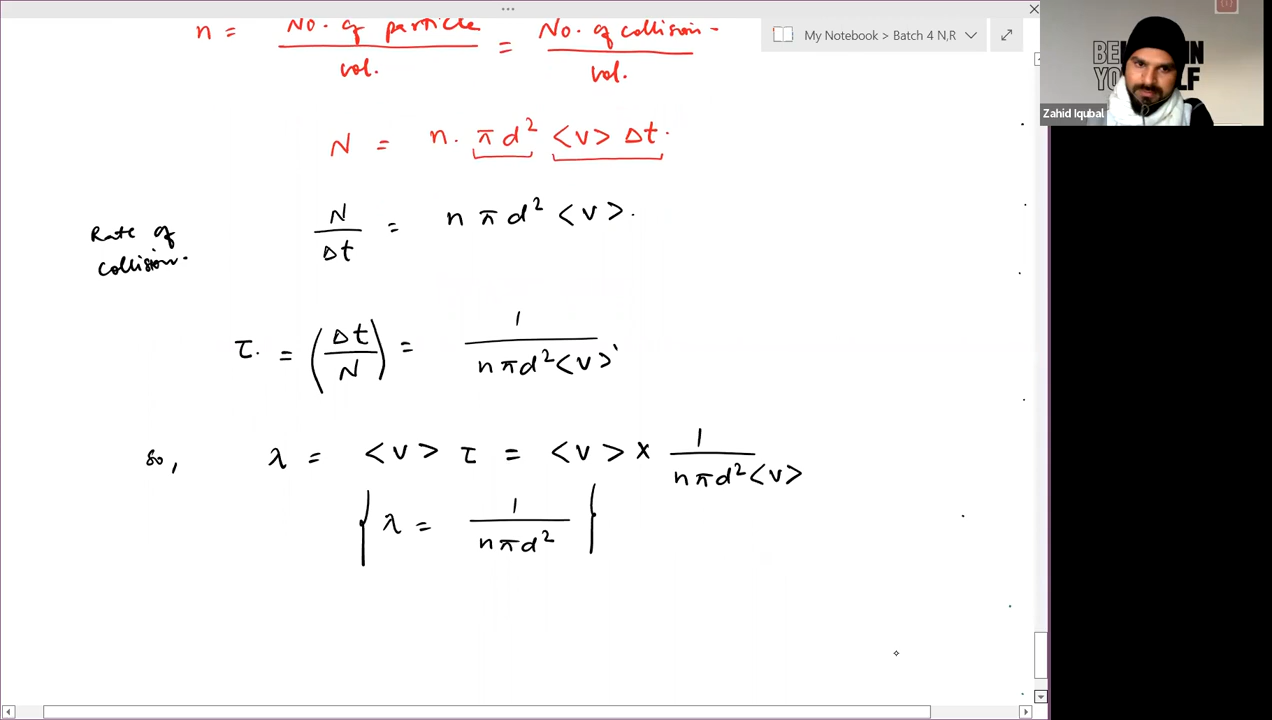 n = No. of particle / vol. = No. of collision / vol.
My Notebook > Batch 4 N,R
Zahid Iqbal
N = n. πd² <v> Δt.
Rate of collision. N/Δt = n π d² <v>.
τ. = (Δt/N) = 1 / nπd²<v>
so, λ = <v> τ = <v> × 1 / nπd²<v>
{ λ = 1 / nπd² }